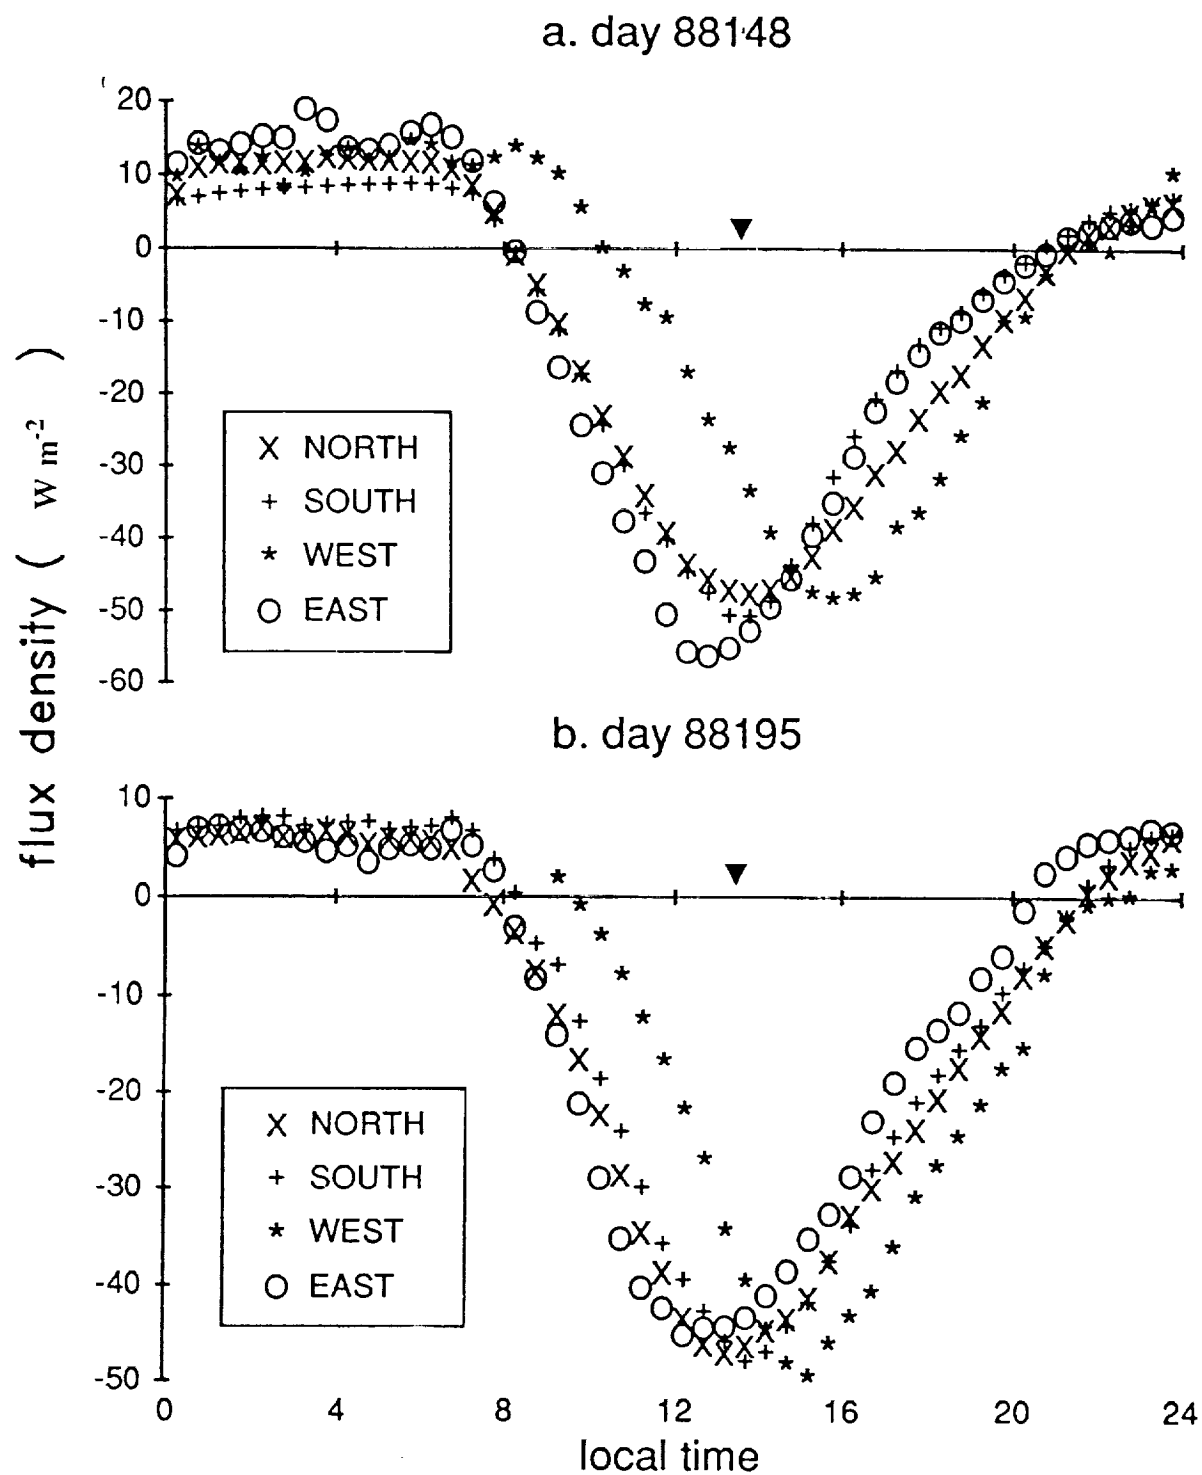 a. day 88148
20
10
0
-10
-20
-30
-40
-50
-60
X NORTH
+ SOUTH
* WEST
O EAST
flux density ( W m-2 )
b. day 88195
10
0
-10
-20
-30
-40
-50
X NORTH
+ SOUTH
* WEST
O EAST
0 4 8 12 16 20 24
local time